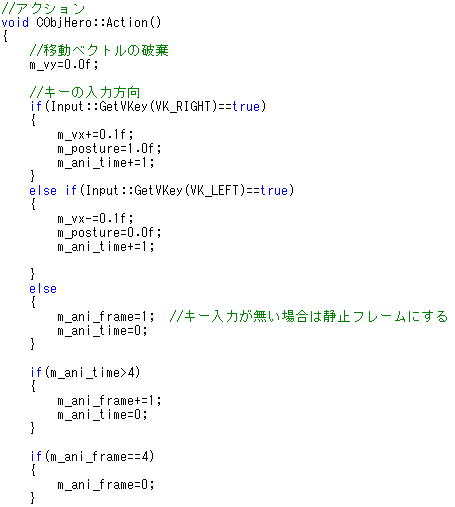 //アクション
void CObjHero::Action()
{
    //移動ベクトルの破棄
    m_vy=0.0f;

    //キーの入力方向
    if(Input::GetVKey(VK_RIGHT)==true)
    {
        m_vx+=0.1f;
        m_posture=1.0f;
        m_ani_time+=1;
    }
    else if(Input::GetVKey(VK_LEFT)==true)
    {
        m_vx-=0.1f;
        m_posture=0.0f;
        m_ani_time+=1;

    }
    else
    {
        m_ani_frame=1;  //キー入力が無い場合は静止フレームにする
        m_ani_time=0;
    }

    if(m_ani_time>4)
    {
        m_ani_frame+=1;
        m_ani_time=0;
    }

    if(m_ani_frame==4)
    {
        m_ani_frame=0;
    }